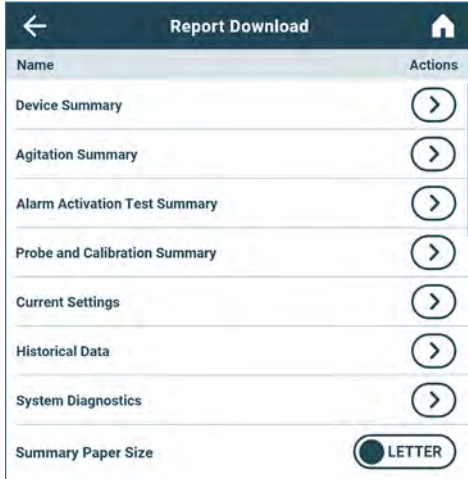 Report Download
Name Actions
Device Summary
Agitation Summary
Alarm Activation Test Summary
Probe and Calibration Summary
Current Settings
Historical Data
System Diagnostics
Summary Paper Size LETTER